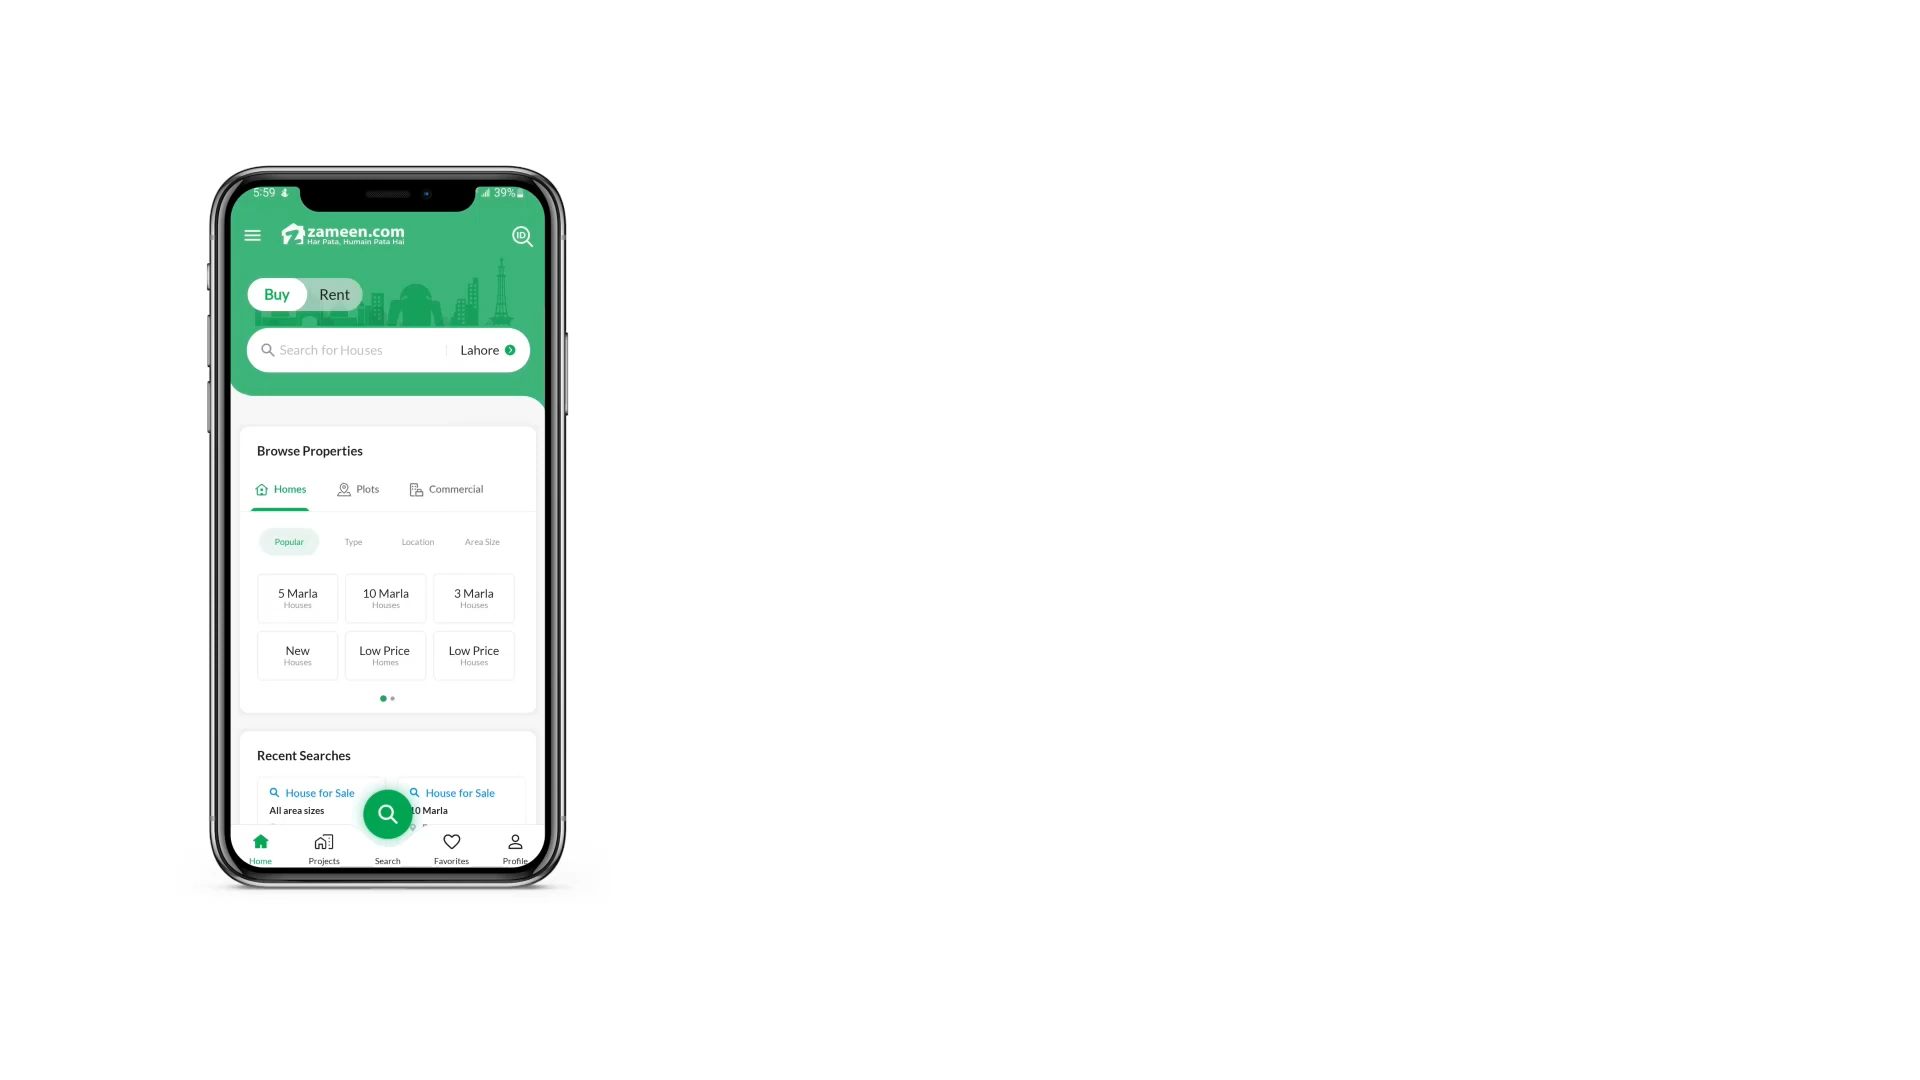 5:59
39%
zameen.com
Har Pata, Humain Pata Hai
ID
Buy
Rent
Search for Houses
Lahore
Browse Properties
Homes
Plots
Commercial
Popular
Type
Location
Area Size
5 Marla
Houses
10 Marla
Houses
3 Marla
Houses
New
Houses
Low Price
Homes
Low Price
Houses
Recent Searches
House for Sale
All area sizes
House for Sale
10 Marla
Home
Projects
Search
Favorites
Profile